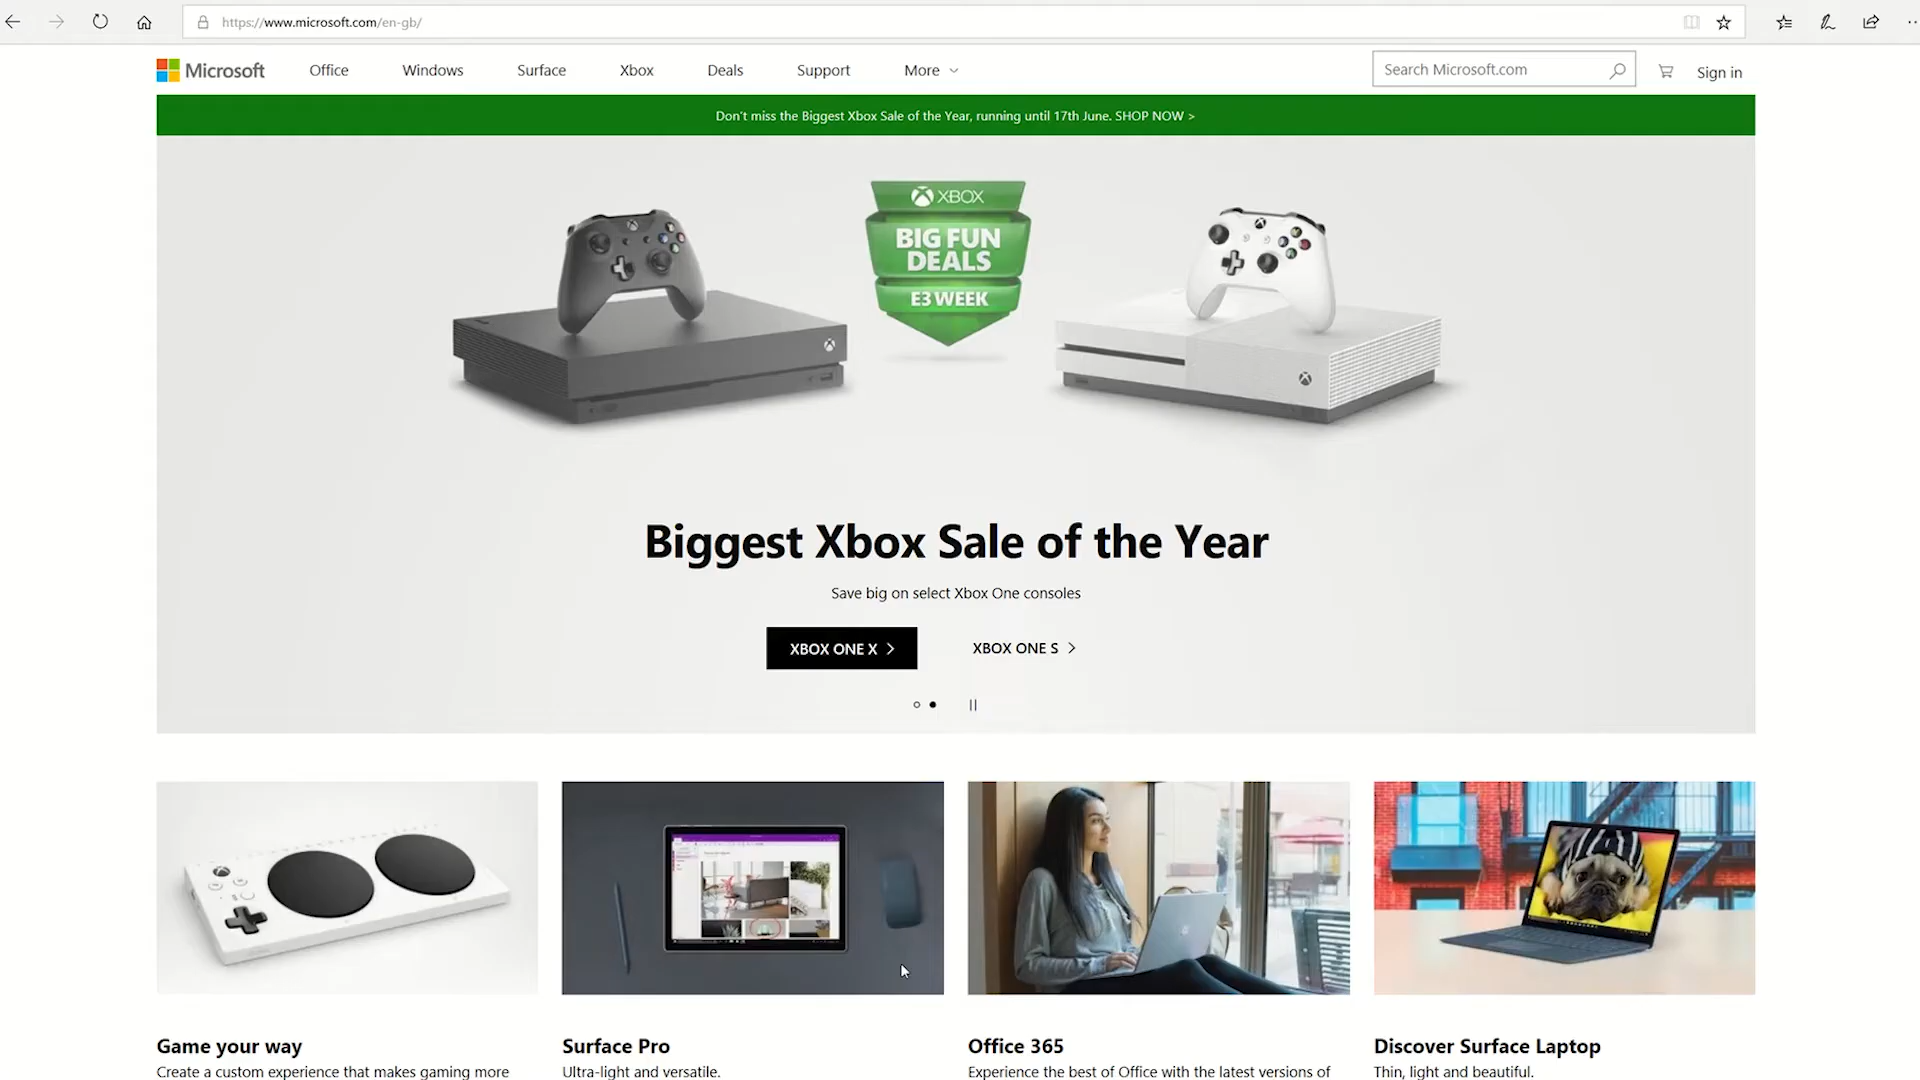 https://www.microsoft.com/en-gb/
Microsoft
Office
Windows
Surface
Xbox
Deals
Support
More
Search Microsoft.com
Sign in
Don't miss the Biggest Xbox Sale of the Year, running until 17th June. SHOP NOW >
XBOX
BIG FUN
DEALS
E3 WEEK
Biggest Xbox Sale of the Year
Save big on select Xbox One consoles
XBOX ONE X
XBOX ONE S
Game your way
Create a custom experience that makes gaming more
Surface Pro
Ultra-light and versatile.
Office 365
Experience the best of Office with the latest versions of
Discover Surface Laptop
Thin, light and beautiful.